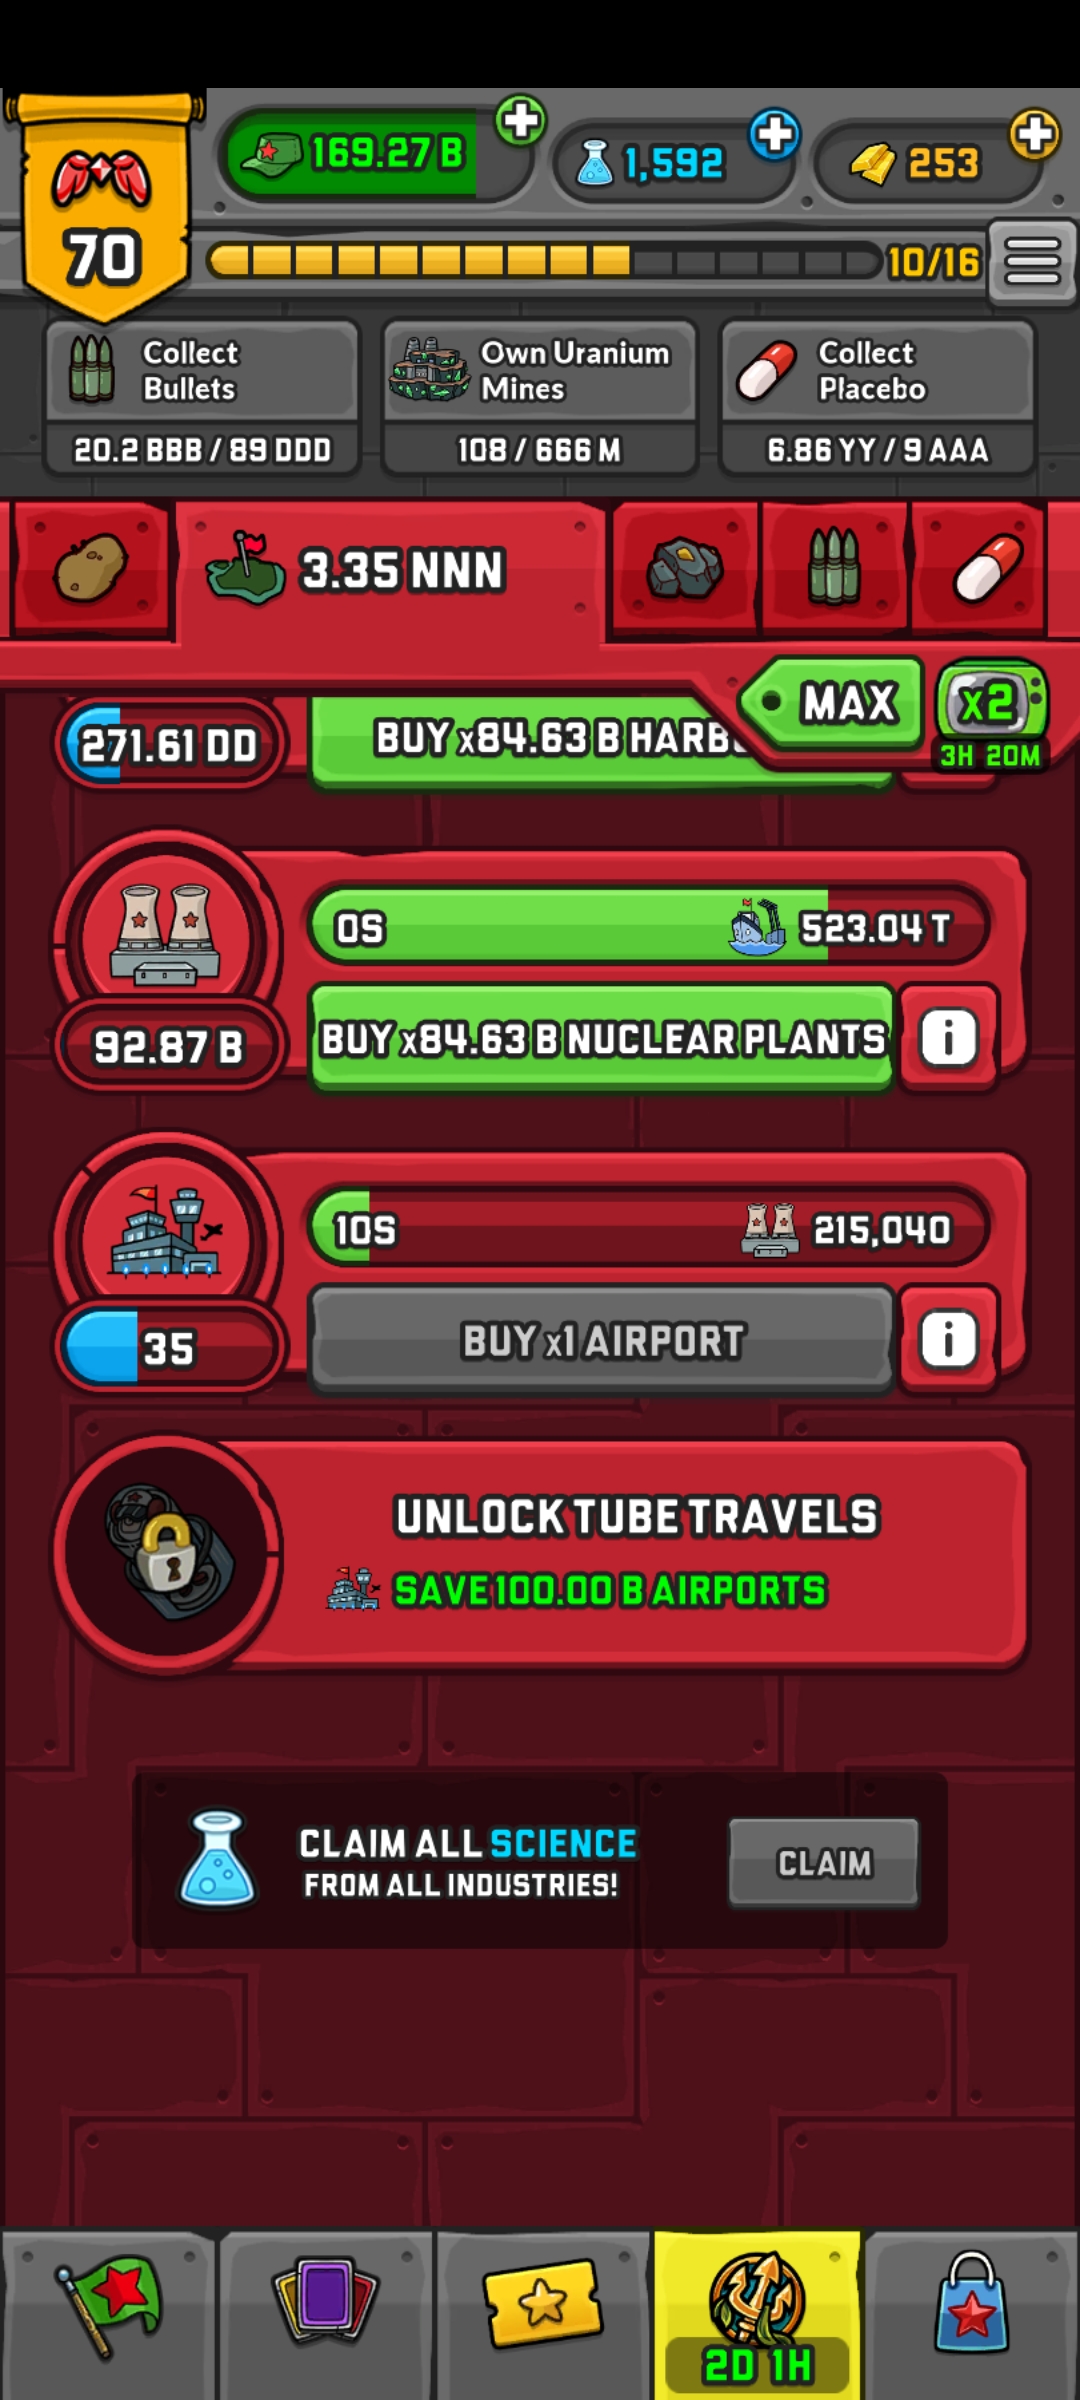 169.27 B
1,592
253
70
10/16
Collect
Bullets
20.2 BBB / 89 DDD
Own Uranium
Mines
108 / 666 M
Collect
Placebo
6.86 YY / 9 AAA
3.35 NNN
MAX
x2
3H 20M
271.61 DD
BUY x84.63 B
0S
523.04 T
92.87 B
BUY x84.63 B NUCLEAR PLANTS
i
10S
215,040
35
BUY x1 AIRPORT
i
UNLOCK TUBE TRAVELS
SAVE 100.00 B AIRPORTS
CLAIM ALL SCIENCE
FROM ALL INDUSTRIES!
CLAIM
2D 1H